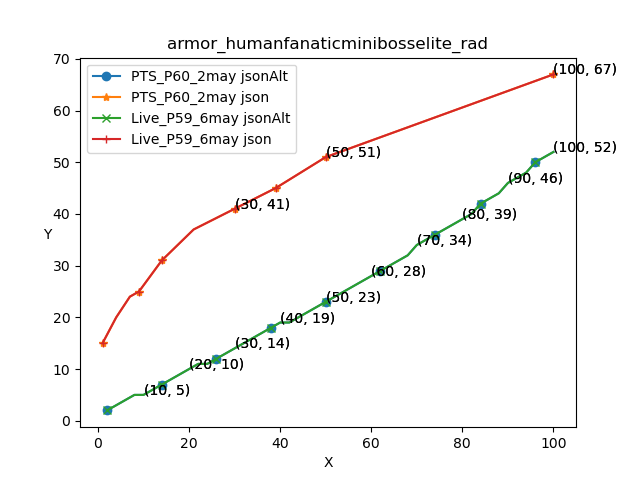 armor_humanfanaticminibosselite_rad
PTS_P60_2may jsonAlt
PTS_P60_2may json
Live_P59_6may jsonAlt
Live_P59_6may json
(100, 67)
(50, 51)
(30, 41)
(100, 52)
(90, 46)
(80, 39)
(70, 34)
(60, 28)
(50, 23)
(40, 19)
(30, 14)
(20, 10)
(10, 5)
Y
70
60
50
40
30
20
10
0
0 20 40 60 80 100
X